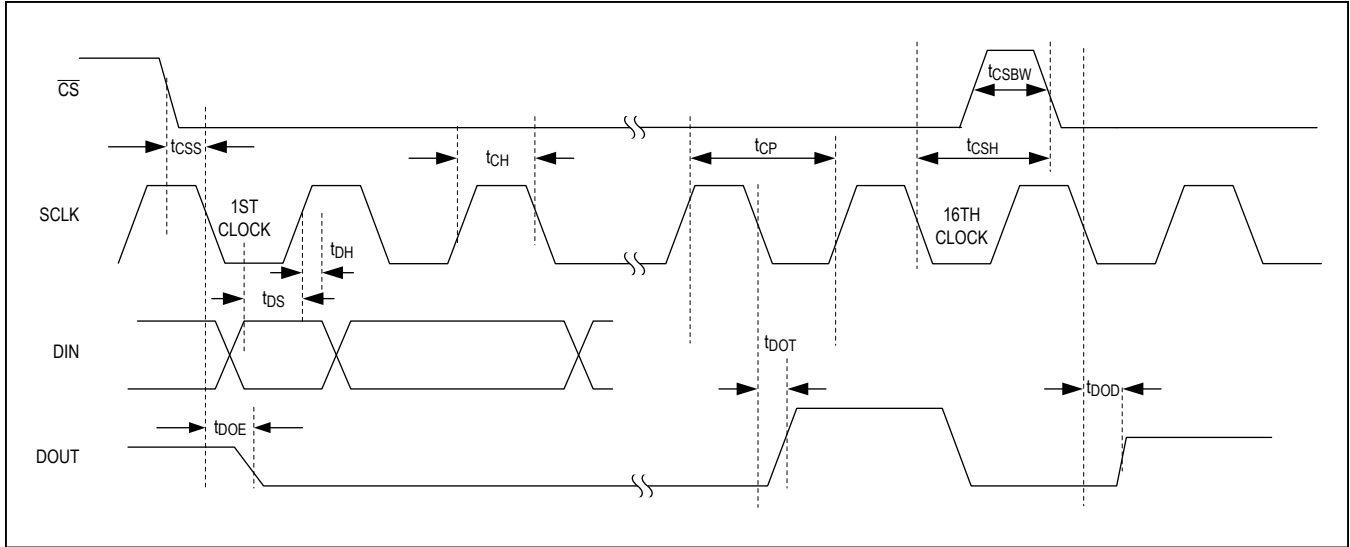 CS
tCSBW
tCSS
tCH
tCP
tCSH
SCLK
1ST
CLOCK
16TH
CLOCK
tDH
tDS
DIN
tDOT
tDOD
tDOE
DOUT